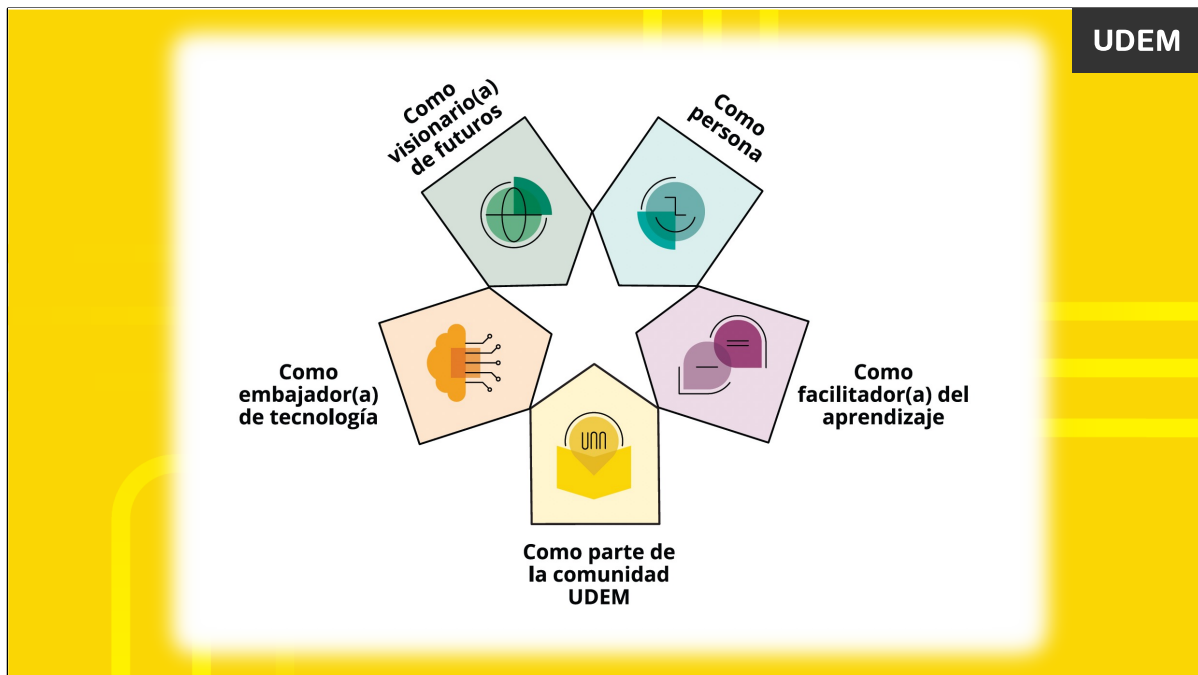 UDEM
Como
visionario(a)
de futuros
Como
persona
Como
embajador(a)
de tecnología
Como
facilitador(a) del
aprendizaje
Como parte de
la comunidad
UDEM